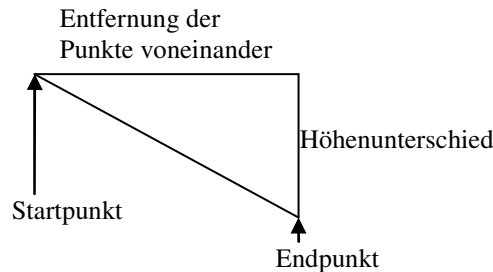 Entfernung der
Punkte voneinander
Höhenunterschied
Startpunkt
Endpunkt